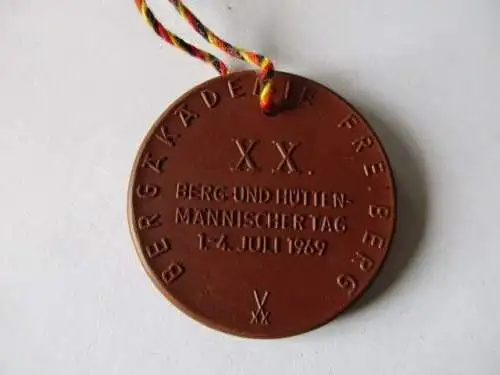 BERGAKADEMIE FREIBERG
XX.
BERG-UND HÜTTEN-
MÄNNISCHER TAG
1.-4. JULI 1969